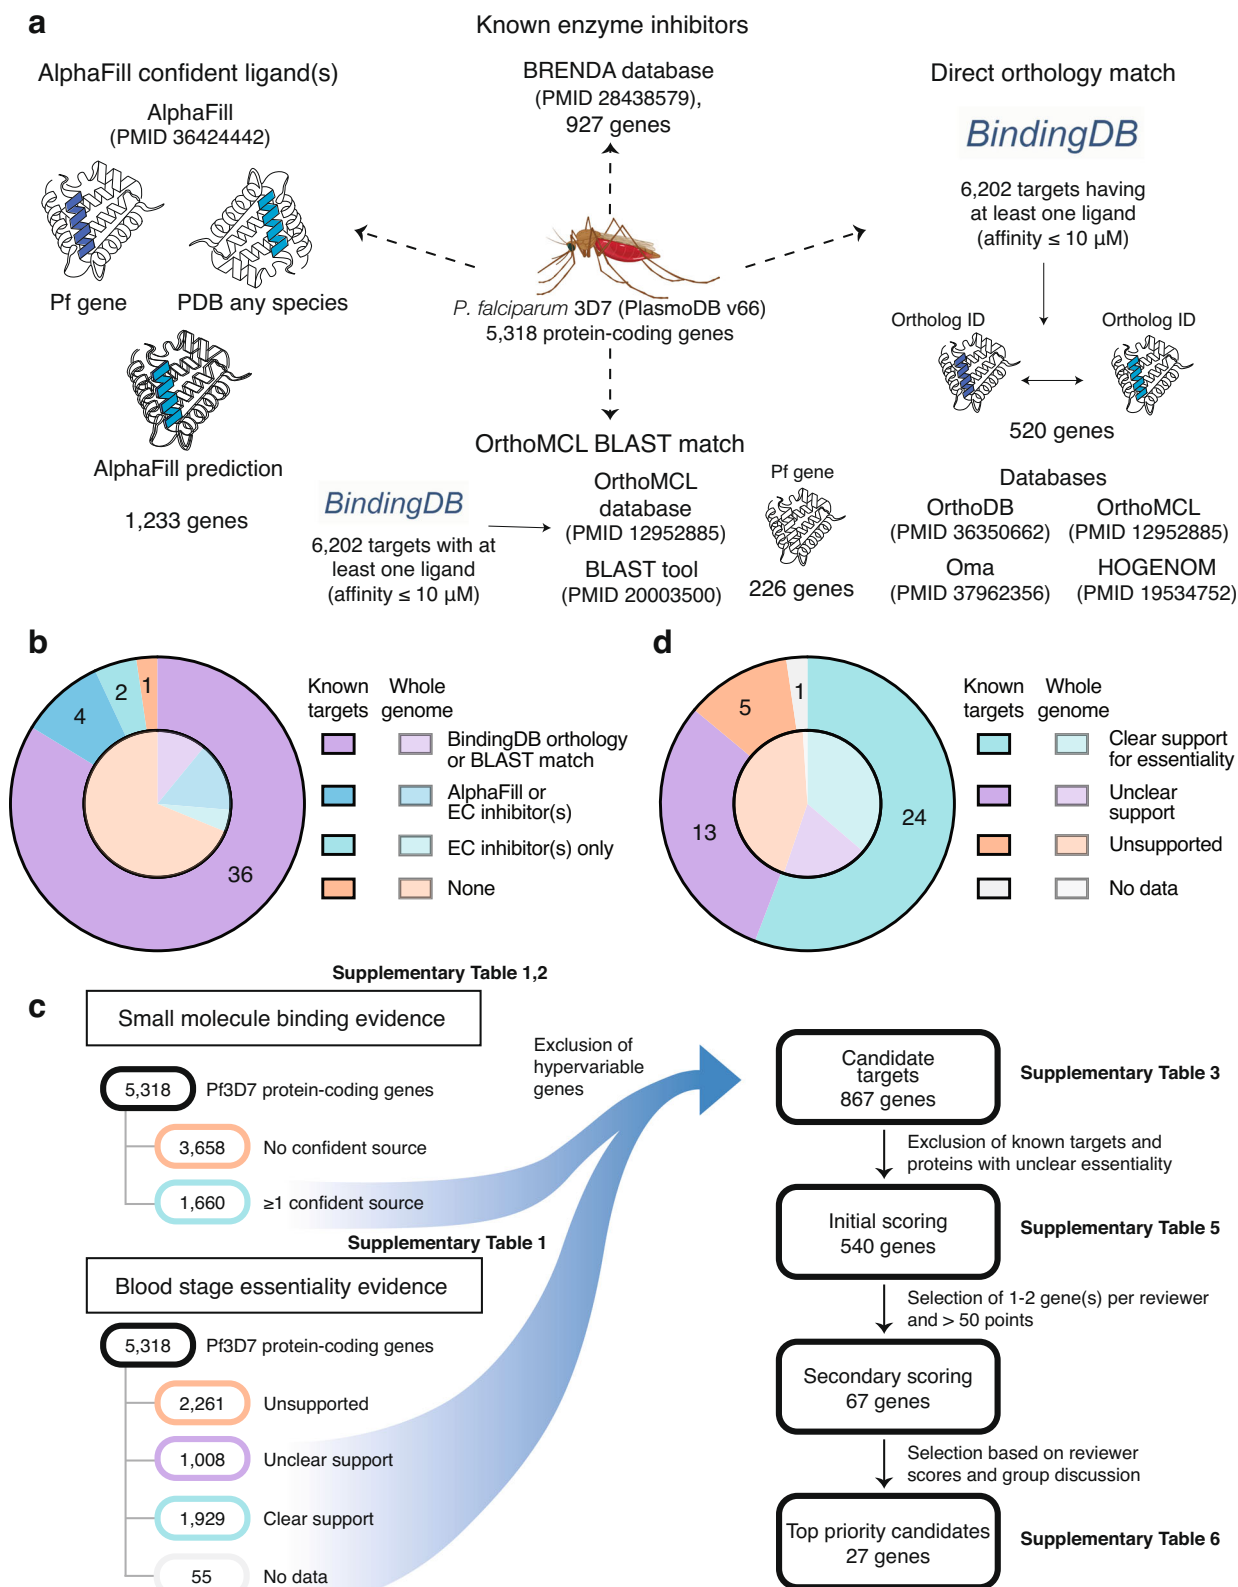 a
Known enzyme inhibitors
AlphaFill confident ligand(s)
AlphaFill
(PMID 36424442)
Pf gene
PDB any species
AlphaFill prediction
1,233 genes
BRENDA database
(PMID 28438579),
927 genes
P. falciparum 3D7 (PlasmoDB v66)
5,318 protein-coding genes
OrthoMCL BLAST match
BindingDB
6,202 targets with at
least one ligand
(affinity ≤ 10 μM)
OrthoMCL
database
(PMID 12952885)
BLAST tool
(PMID 20003500)
Pf gene
226 genes
Direct orthology match
BindingDB
6,202 targets having
at least one ligand
(affinity ≤ 10 μM)
Ortholog ID
Ortholog ID
520 genes
Databases
OrthoDB
(PMID 36350662)
OrthoMCL
(PMID 12952885)
Oma
(PMID 37962356)
HOGENOM
(PMID 19534752)
b
4
2
1
36
Known
targets
Whole
genome
BindingDB orthology
or BLAST match
AlphaFill or
EC inhibitor(s)
EC inhibitor(s) only
None
d
5
1
13
24
Known
targets
Whole
genome
Clear support
for essentiality
Unclear
support
Unsupported
No data
c
Supplementary Table 1,2
Small molecule binding evidence
5,318
Pf3D7 protein-coding genes
3,658
No confident source
1,660
≥1 confident source
Supplementary Table 1
Blood stage essentiality evidence
5,318
Pf3D7 protein-coding genes
2,261
Unsupported
1,008
Unclear support
1,929
Clear support
55
No data
Exclusion of
hypervariable
genes
Candidate
targets
867 genes
Supplementary Table 3
Exclusion of known targets and
proteins with unclear essentiality
Initial scoring
540 genes
Supplementary Table 5
Selection of 1-2 gene(s) per reviewer
and > 50 points
Secondary scoring
67 genes
Selection based on reviewer
scores and group discussion
Top priority candidates
27 genes
Supplementary Table 6